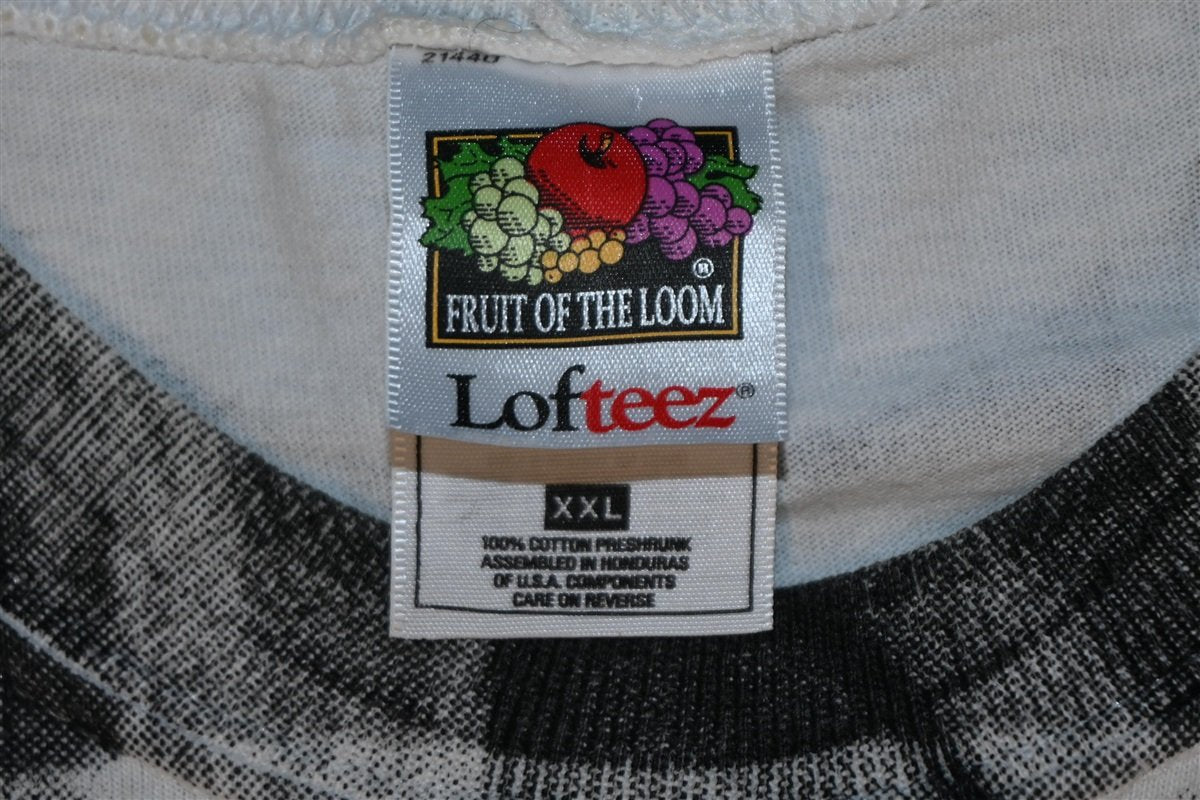 21440
®
FRUIT OF THE LOOM
Lofteez®
XXL
100% COTTON PRESHRUNK
ASSEMBLED IN HONDURAS
OF U.S.A. COMPONENTS
CARE ON REVERSE